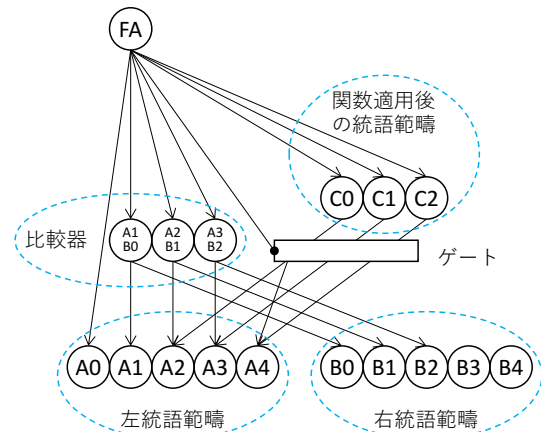 FA
関数適用後
の統語範疇
C0 C1 C2
比較器
A1 A2 A3
B0 B1 B2
ゲート
A0 A1 A2 A3 A4
B0 B1 B2 B3 B4
左統語範疇
右統語範疇